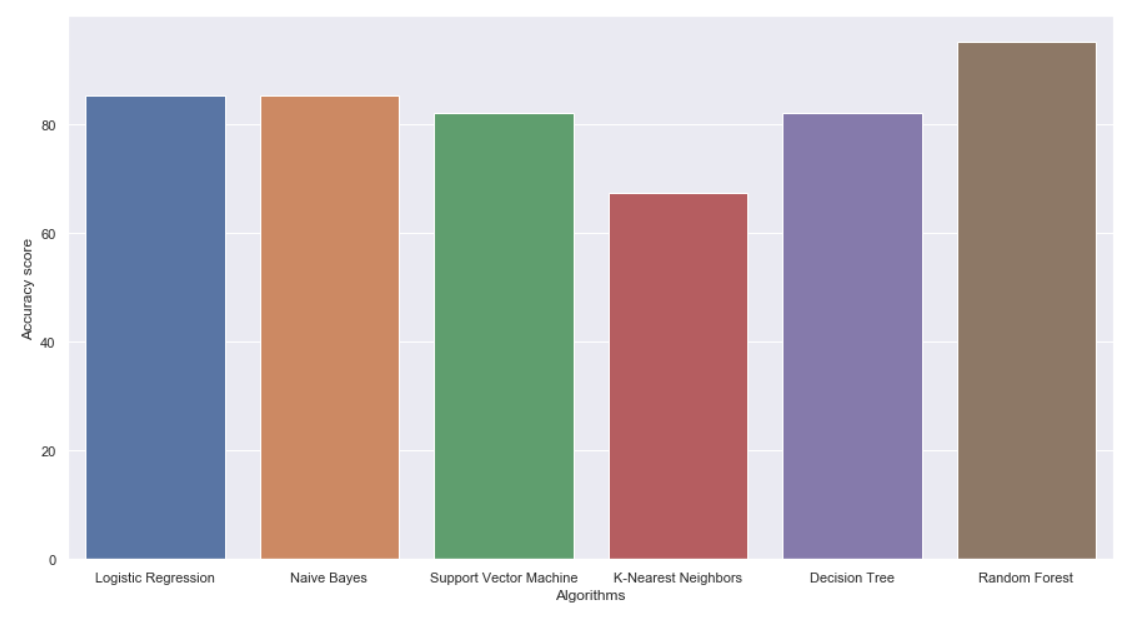 Accuracy score
80
60
40
20
0
Logistic Regression Naive Bayes Support Vector Machine K-Nearest Neighbors Decision Tree Random Forest
Algorithms